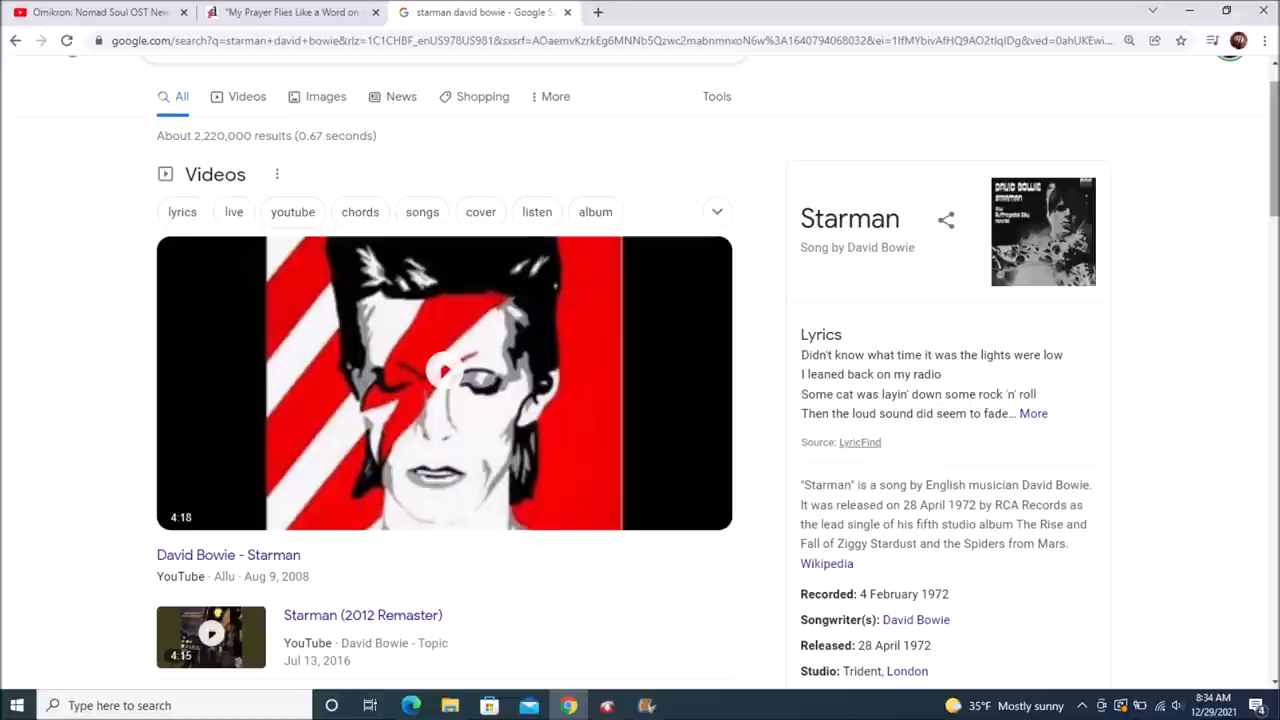 Omikron: Nomad Soul OST New
"My Prayer Flies Like a Word on
starman david bowie - Google S
google.com/search?q=starman+david+bowie&rlz=1C1CHBF_enUS978US981&sxsrf=AOaemvKzrkEg6MNNb5Qzwc2mabnmnxoN6w%3A1640794068032&ei=1IfMYbivAfHQ9AO2tIqIDg&ved=0ahUKEwi...
All
Videos
Images
News
Shopping
More
Tools
About 2,220,000 results (0.67 seconds)
Videos
lyrics
live
youtube
chords
songs
cover
listen
album
4:18
David Bowie - Starman
YouTube · Allu · Aug 9, 2008
4:15
Starman (2012 Remaster)
YouTube · David Bowie - Topic
Jul 13, 2016
Starman
Song by David Bowie
DAVID BOWIE
STARMAN
Lyrics
Didn't know what time it was the lights were low
I leaned back on my radio
Some cat was layin' down some rock 'n' roll
Then the loud sound did seem to fade... More
Source: LyricFind
"Starman" is a song by English musician David Bowie.
It was released on 28 April 1972 by RCA Records as
the lead single of his fifth studio album The Rise and
Fall of Ziggy Stardust and the Spiders from Mars.
Wikipedia
Recorded: 4 February 1972
Songwriter(s): David Bowie
Released: 28 April 1972
Studio: Trident, London
Type here to search
35°F Mostly sunny
8:34 AM
12/29/2021
4